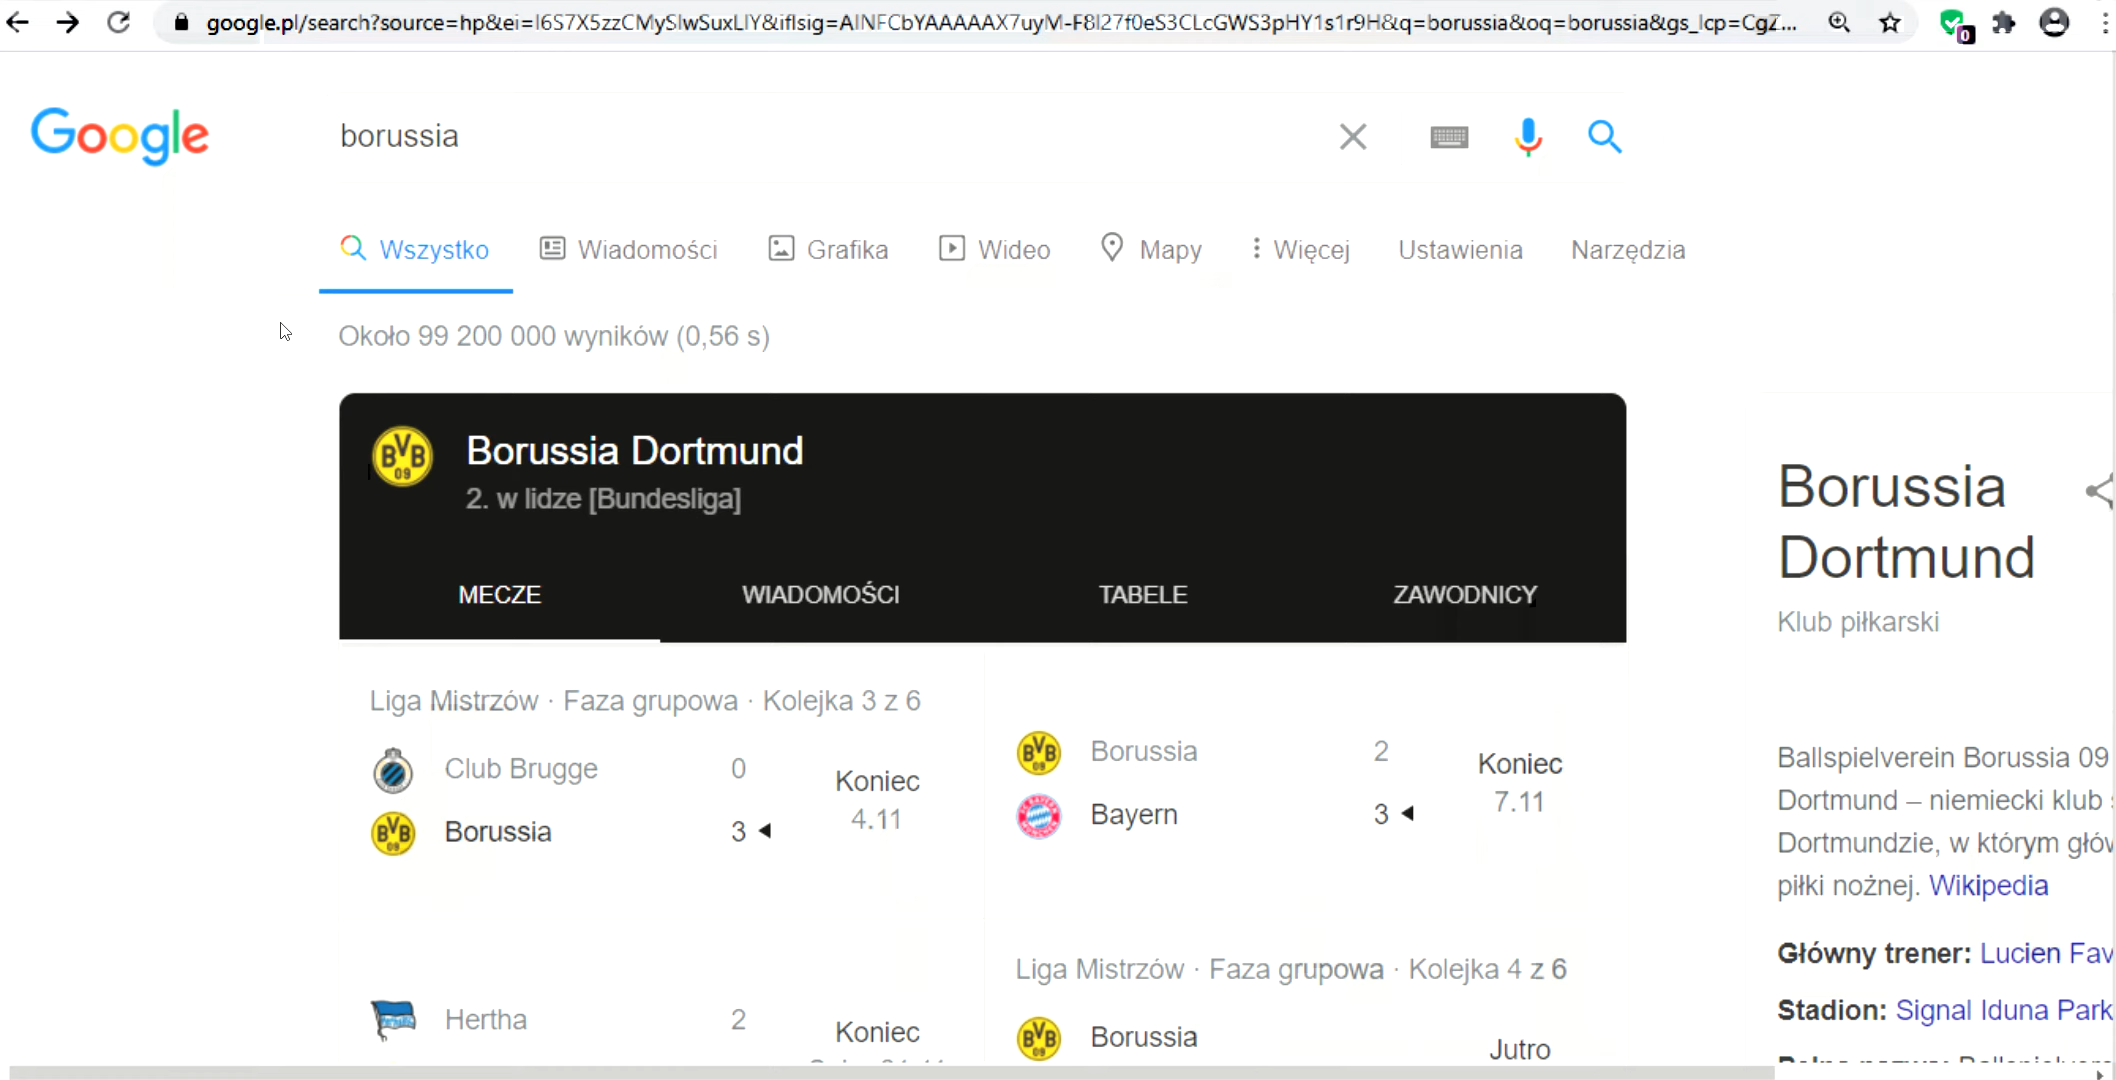 google.pl/search?source=hp&ei=I6S7X5zzCMySlwSuxLlY&iflsig=AINFCbYAAAAAX7uyM-F8I27f0eS3CLcGWS3pHY1s1r9H&q=borussia&oq=borussia&gs_lcp=CgZ...
0
Google
borussia
Wszystko Wiadomości Grafika Wideo Mapy Więcej Ustawienia Narzędzia
Około 99 200 000 wyników (0,56 s)
BVB 09
Borussia Dortmund
2. w lidze [Bundesliga]
MECZE WIADOMOŚCI TABELE ZAWODNICY
Liga Mistrzów · Faza grupowa · Kolejka 3 z 6
Club Brugge 0
Borussia 3
Koniec
4.11
Hertha 2
Koniec
Borussia 2
Bayern 3
Koniec
7.11
Liga Mistrzów · Faza grupowa · Kolejka 4 z 6
Borussia
Jutro
Borussia
Dortmund
Klub piłkarski
Ballspielverein Borussia 09
Dortmund – niemiecki klub
Dortmundzie, w którym głów
piłki nożnej. Wikipedia
Główny trener: Lucien Fav
Stadion: Signal Iduna Park